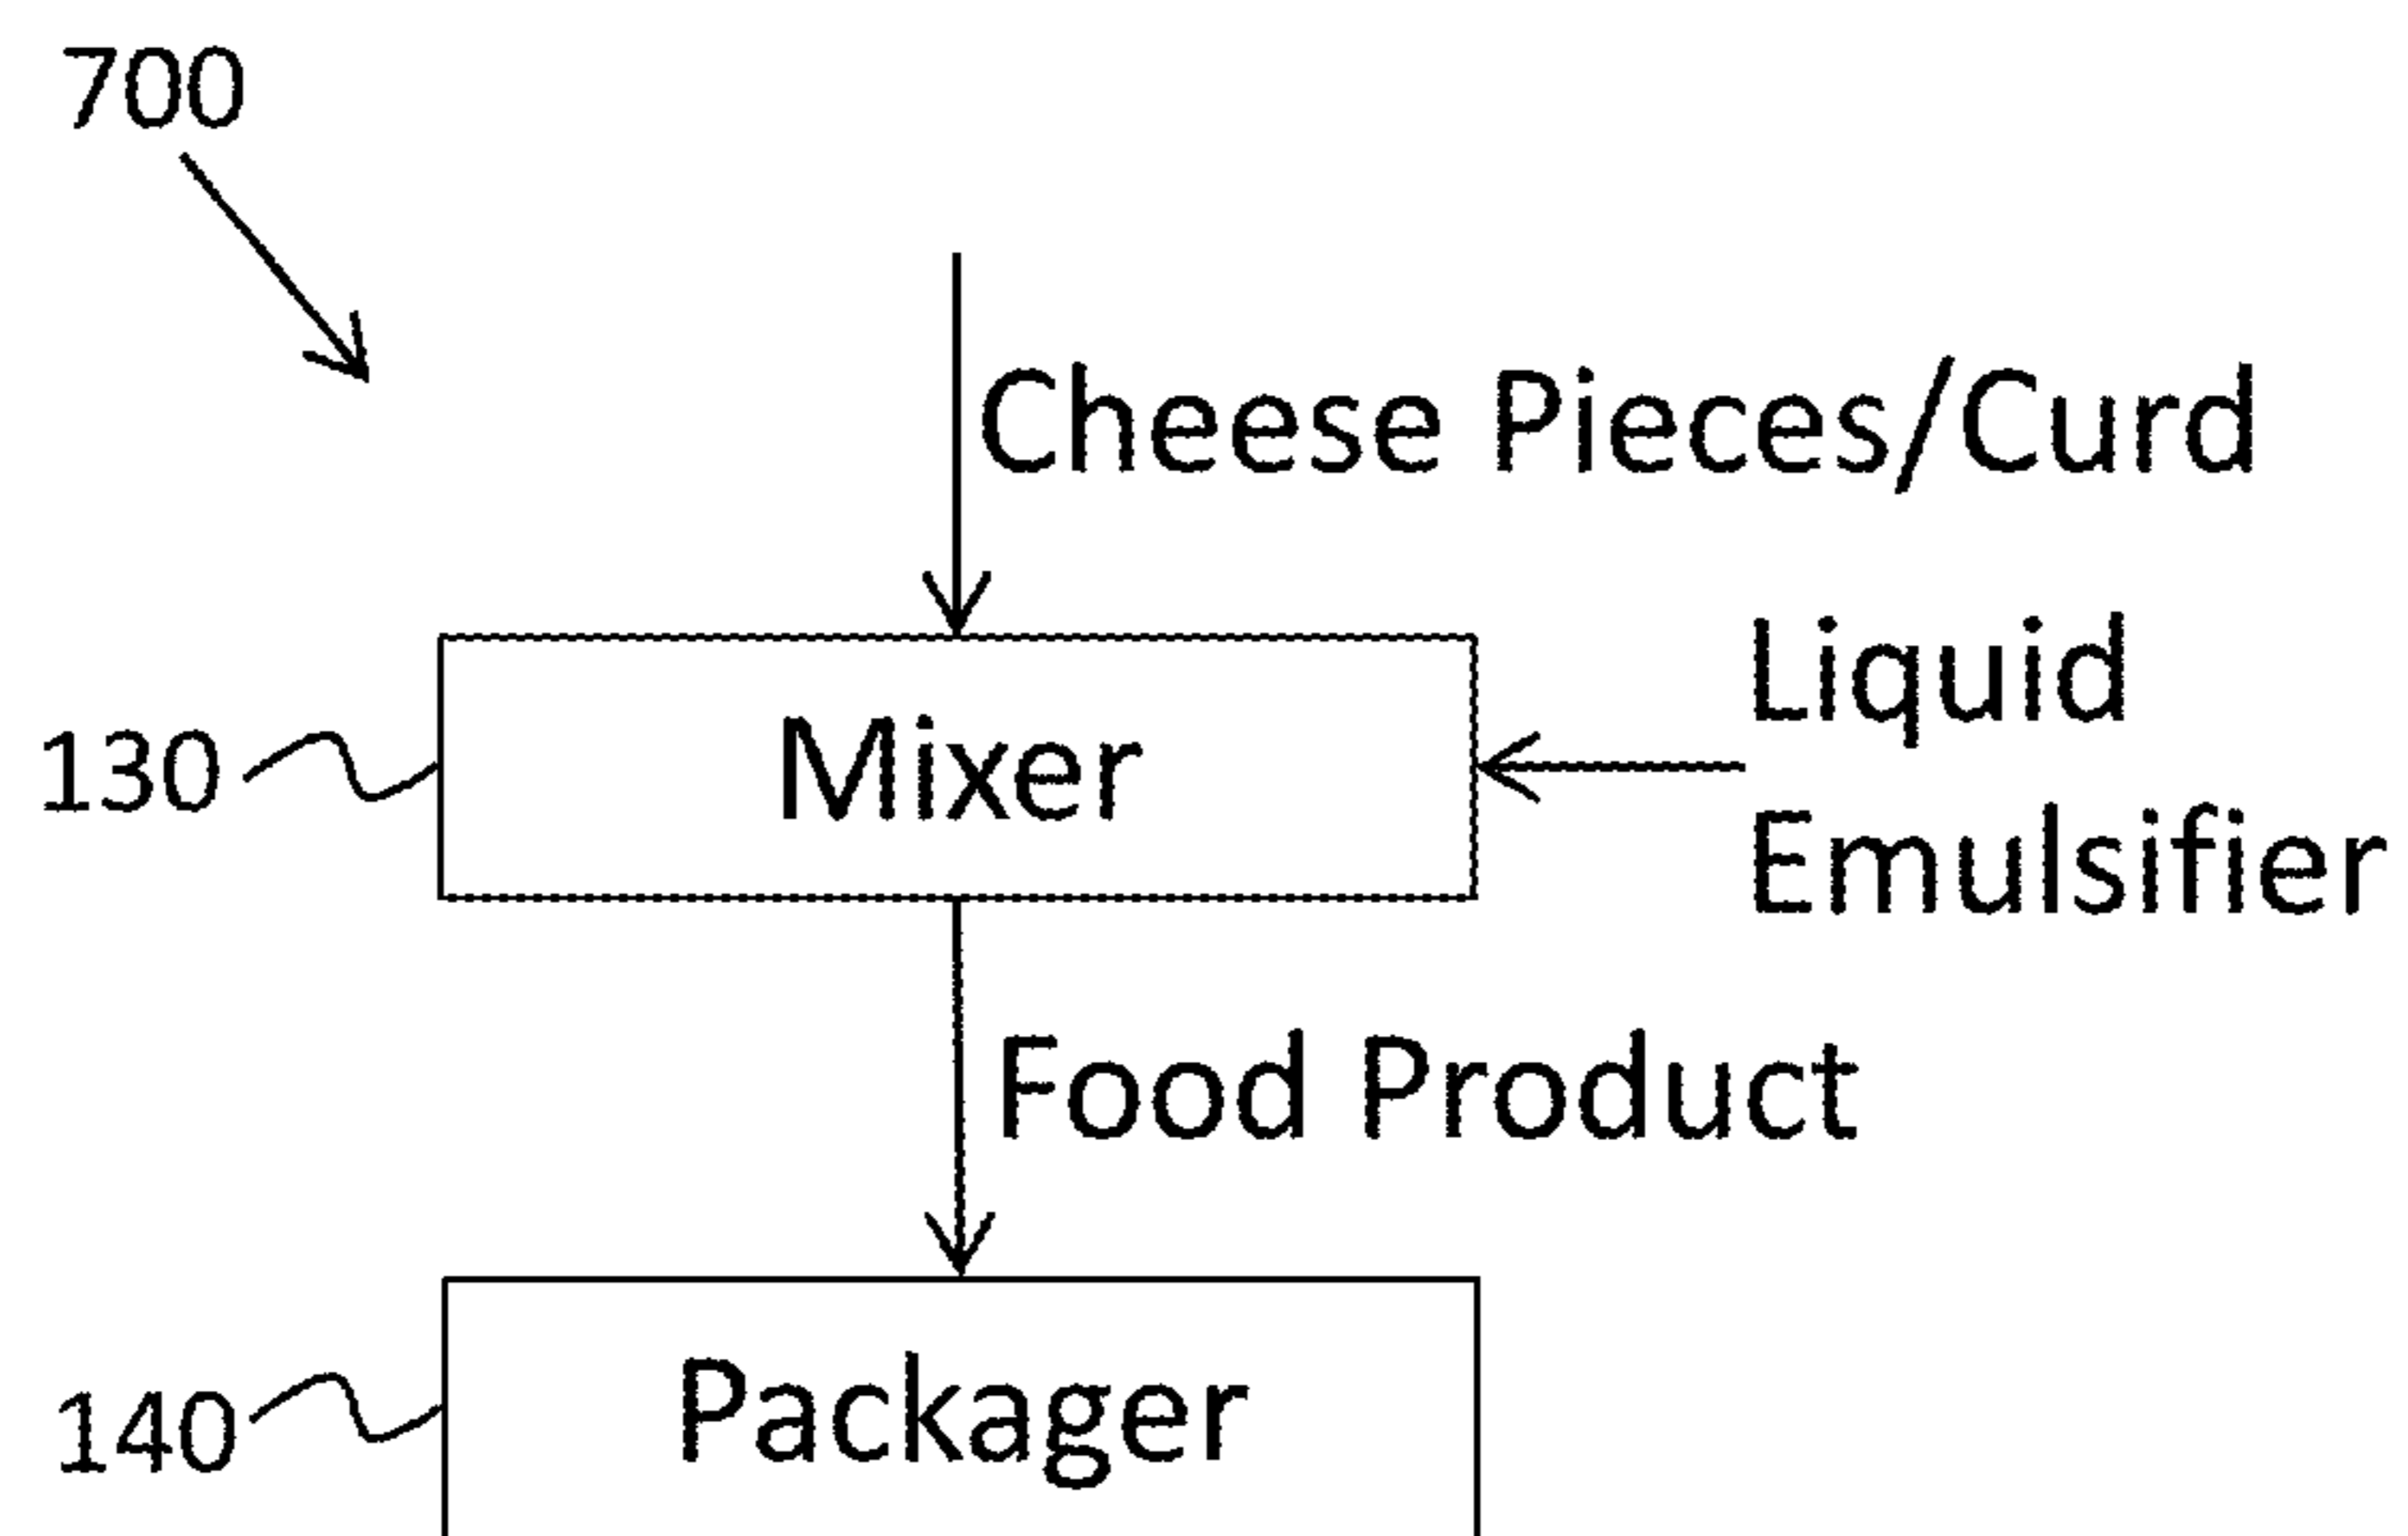 700
Cheese Pieces/Curd
Liquid
130
Mixer
Emulsifier
Food Product
140
Packager